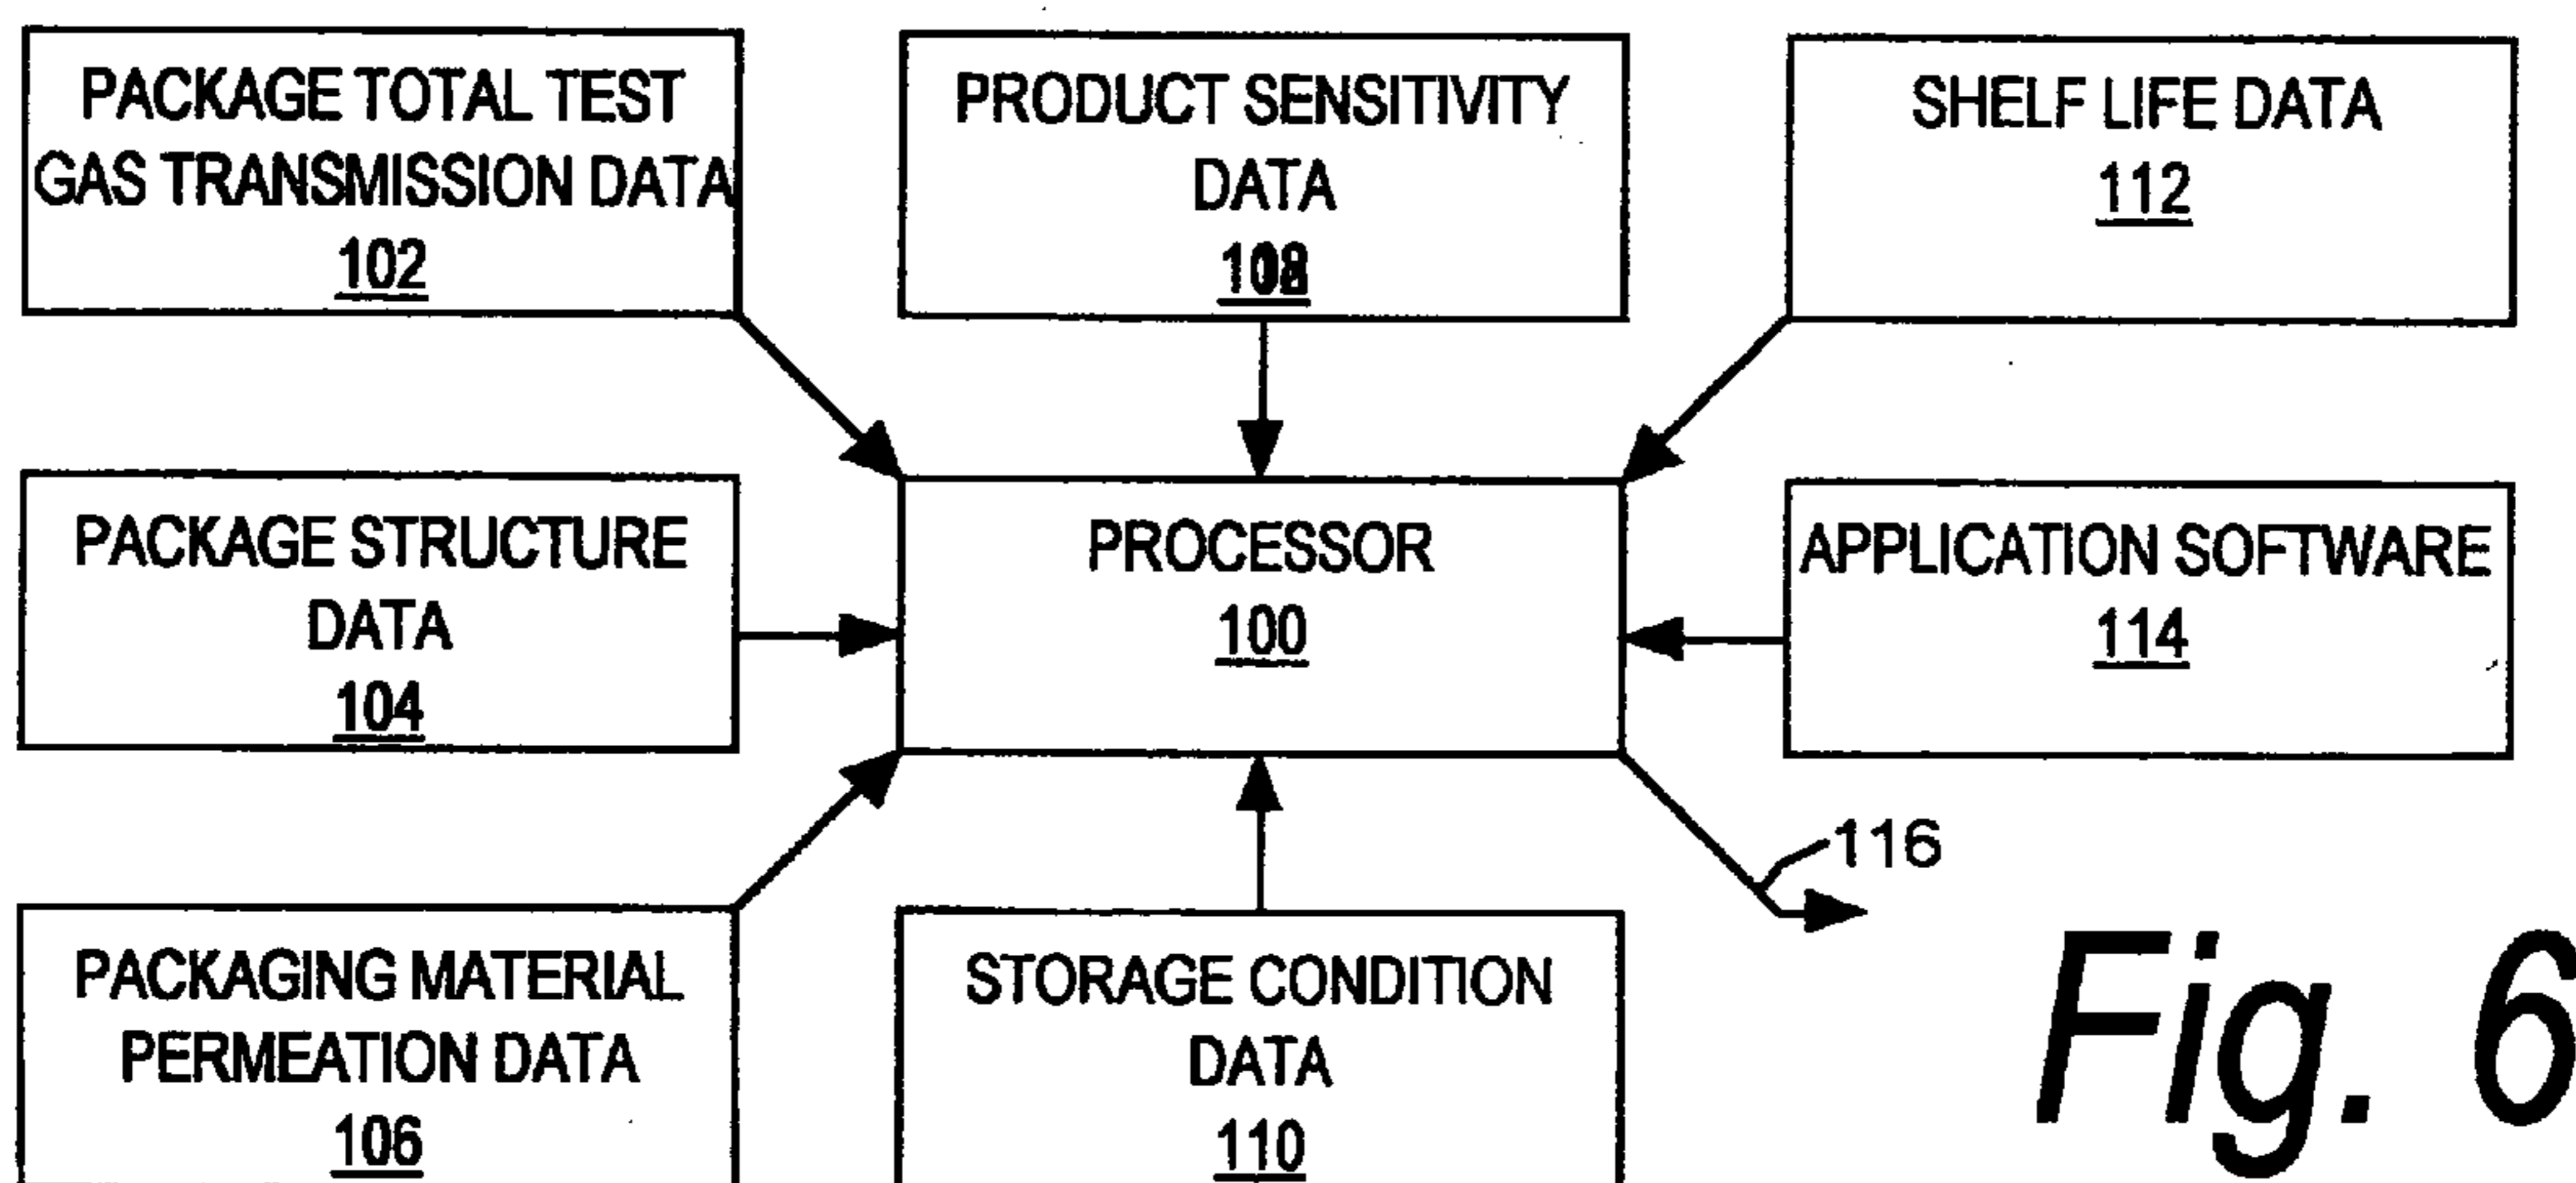 PACKAGE TOTAL TEST
GAS TRANSMISSION DATA
102
PRODUCT SENSITIVITY
DATA
SHELF LIFE DATA
112
PACKAGE STRUCTURE
DATA
104
PROCESSOR
100
APPLICATION SOFTWARE
114
PACKAGING MATERIAL
PERMEATION DATA
106
STORAGE CONDITION
DATA
110
116
Fig. 6